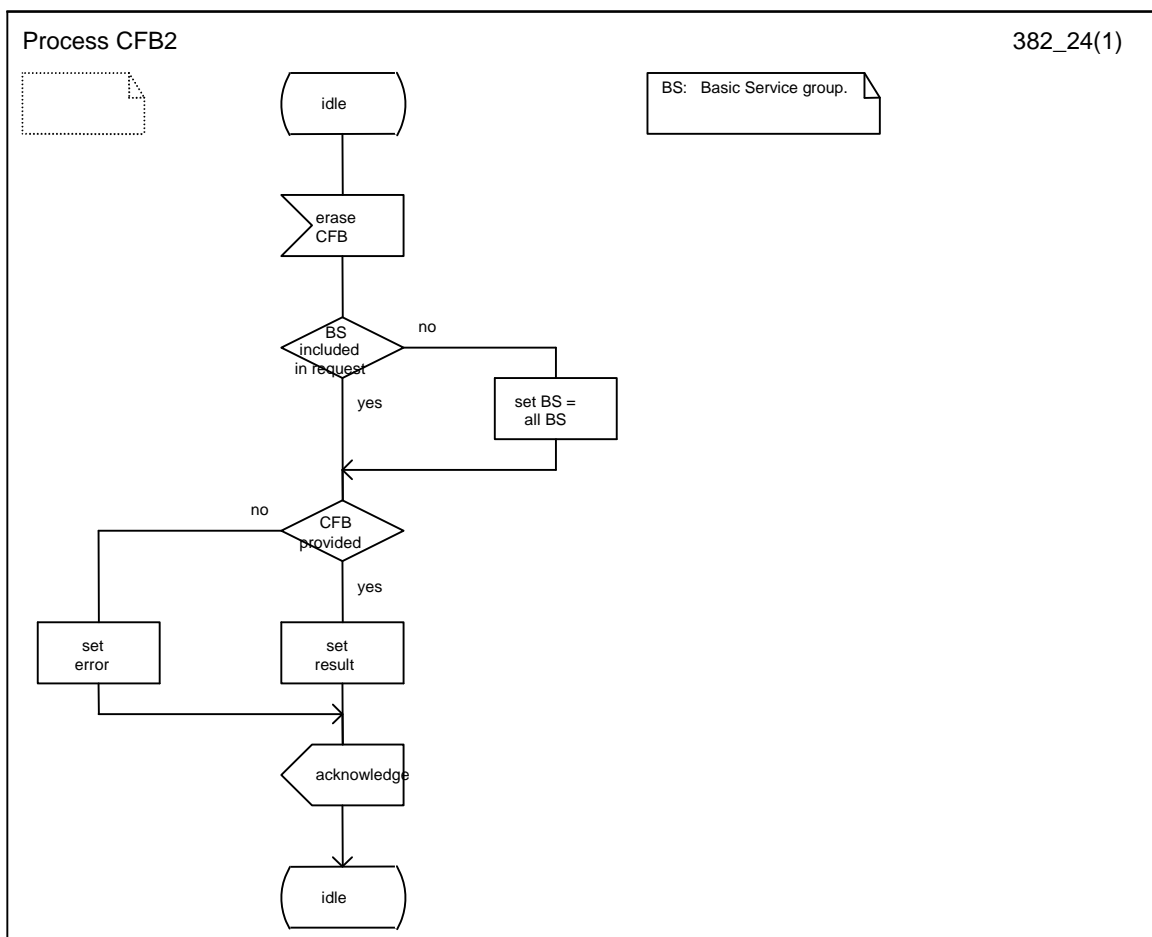 Process CFB2
382_24(1)
idle
BS: Basic Service group.
erase
CFB
BS
included
in request
no
yes
set BS =
all BS
no
CFB
provided
yes
set
error
set
result
acknowledge
idle